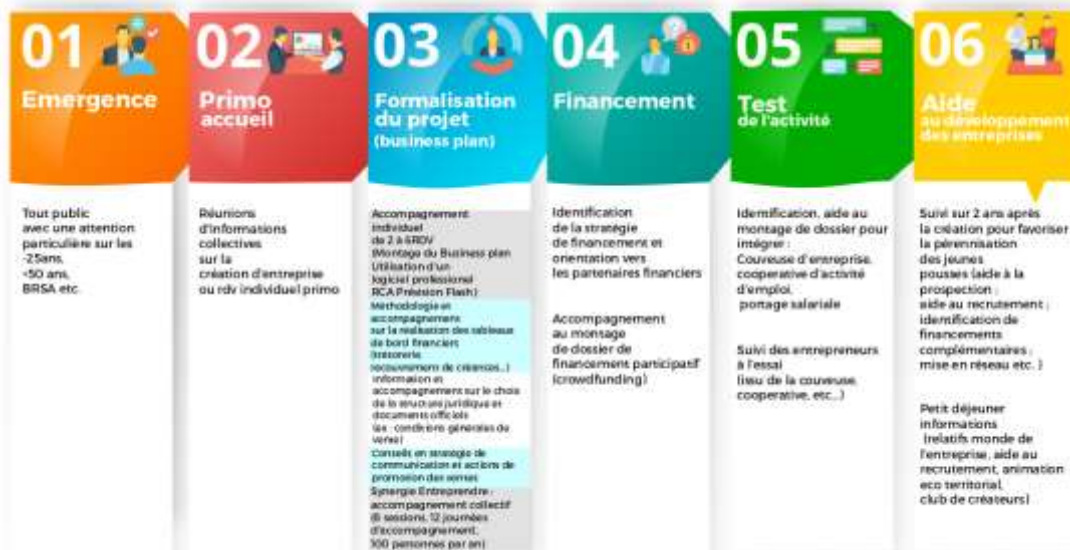 01
Emergence
Tout public
avec une attention
particulière sur les
-25ans,
+50 ans,
BRSA etc.
02
Primo
accueil
Réunions
d'informations
collectives
sur la
création d'entreprise
ou rdv individuel primo
03
Formalisation
du projet
(business plan)
Accompagnement
individuel
de 2 à 6RDV
(Montage du Business plan
Utilisation d'un
logiciel professional
RCA Prévision Flash)
Méthodologie et
accompagnement
sur la réalisation des tableaux
de bord financiers
(trésorerie,
recouvrement de créances...)
Information et
accompagnement sur le choix
de la structure juridique et
documents officiels
(ex : conditions générales de
vente)
Conseils en stratégie de
communication et actions de
promotion des ventes
Synergie Entreprendre :
accompagnement collectif
(6 sessions, 12 journées
d'accompagnement,
100 personnes par an)
04
Financement
Identification
de la stratégie
de financement et
orientation vers
les partenaires financiers
Accompagnement
au montage
de dossier de
financement participatif
(crowdfunding)
05
Test
de l'activité
Identification, aide au
montage de dossier pour
intégrer :
Couveuse d'entreprise,
cooperative d'activité
d'emploi,
portage salariale
Suivi des entrepreneurs
à l'essai
(issu de la couveuse,
cooperative, etc...)
06
Aide
au développement
des entreprises
Suivi sur 2 ans après
la création pour favoriser
la pérennisation
des jeunes
pousses (aide à la
prospection ;
aide au recrutement ;
identification de
financements
complémentaires ;
mise en réseau etc. )
Petit déjeuner
informations
(relatifs monde de
l'entreprise, aide au
recrutement, animation
eco territorial,
club de créateurs)